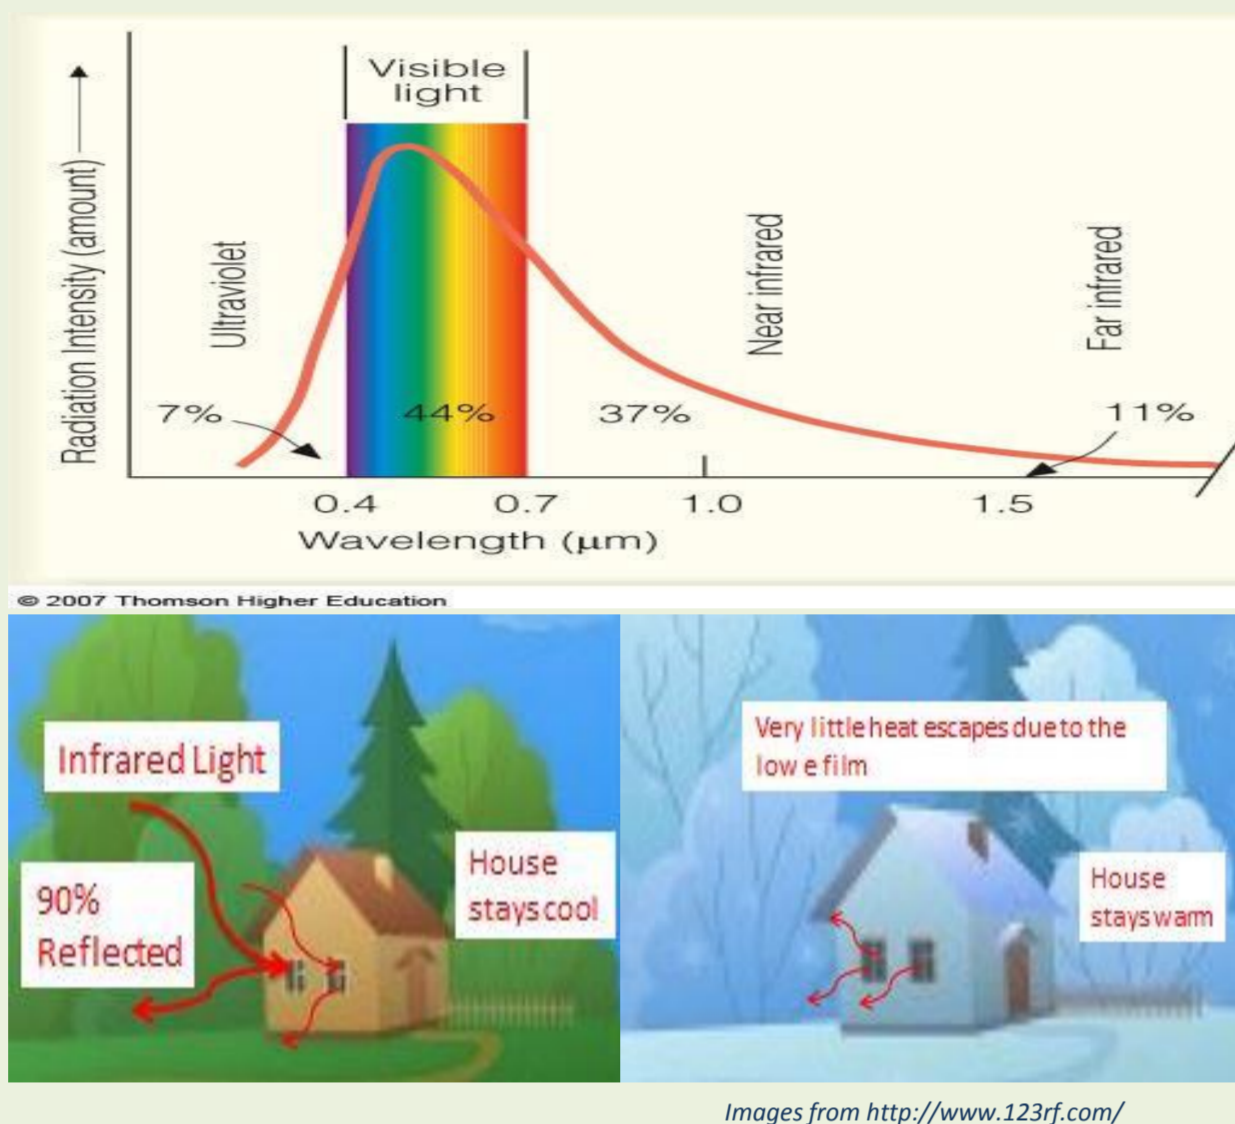 Visible
light
Radiation Intensity (amount)
Ultraviolet
Near infrared
Far infrared
7%
44%
37%
11%
0.4
0.7
1.0
1.5
Wavelength (μm)
© 2007 Thomson Higher Education
Infrared Light
90%
Reflected
House
stays cool
Very little heat escapes due to the
low e film
House
stays warm
Images from http://www.123rf.com/